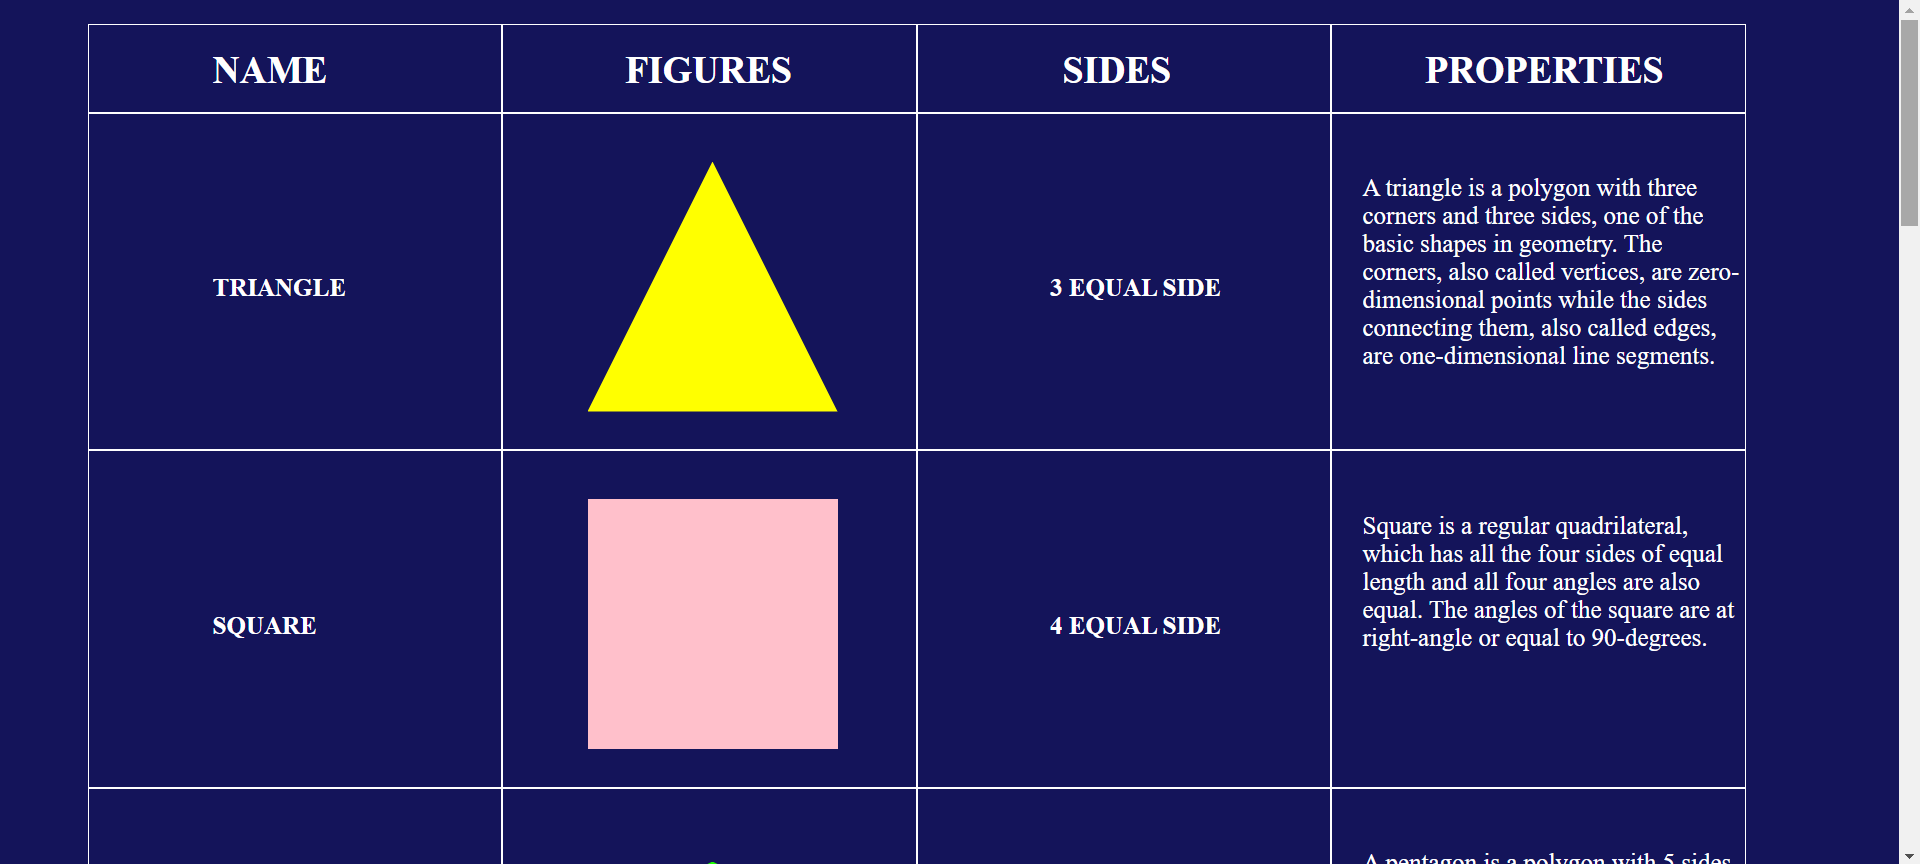 NAME FIGURES SIDES PROPERTIES
TRIANGLE
3 EQUAL SIDE
A triangle is a polygon with three
corners and three sides, one of the
basic shapes in geometry. The
corners, also called vertices, are zero-
dimensional points while the sides
connecting them, also called edges,
are one-dimensional line segments.
SQUARE
4 EQUAL SIDE
Square is a regular quadrilateral,
which has all the four sides of equal
length and all four angles are also
equal. The angles of the square are at
right-angle or equal to 90-degrees.
A pentagon is a polygon with 5 sides